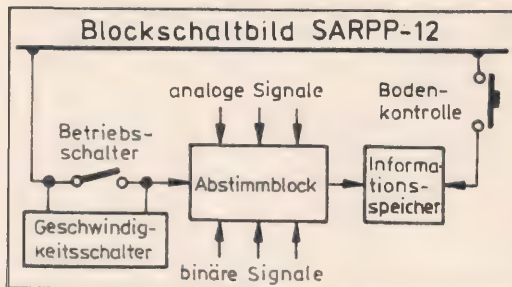 Blockschaltbild SARPP-12
analoge Signale
Boden-
kontrolle
Betriebs-
schalter
Abstimmblock
Informa-
tions-
speicher
Geschwindig-
keitsschalter
binäre Signale